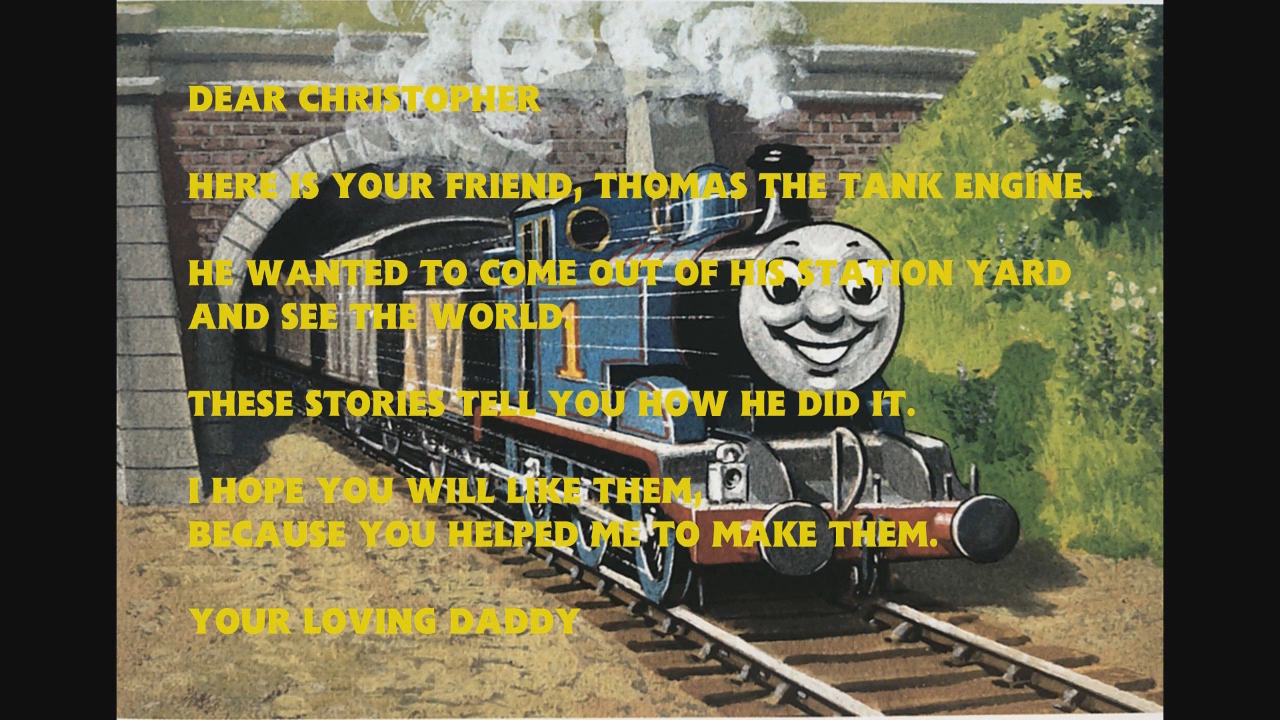 DEAR CHRISTOPHER
HERE IS YOUR FRIEND, THOMAS THE TANK ENGINE.
HE WANTED TO COME OUT OF HIS STATION YARD
AND SEE THE WORLD.
THESE STORIES TELL YOU HOW HE DID IT.
I HOPE YOU WILL LIKE THEM,
BECAUSE YOU HELPED ME TO MAKE THEM.
YOUR LOVING DADDY
1